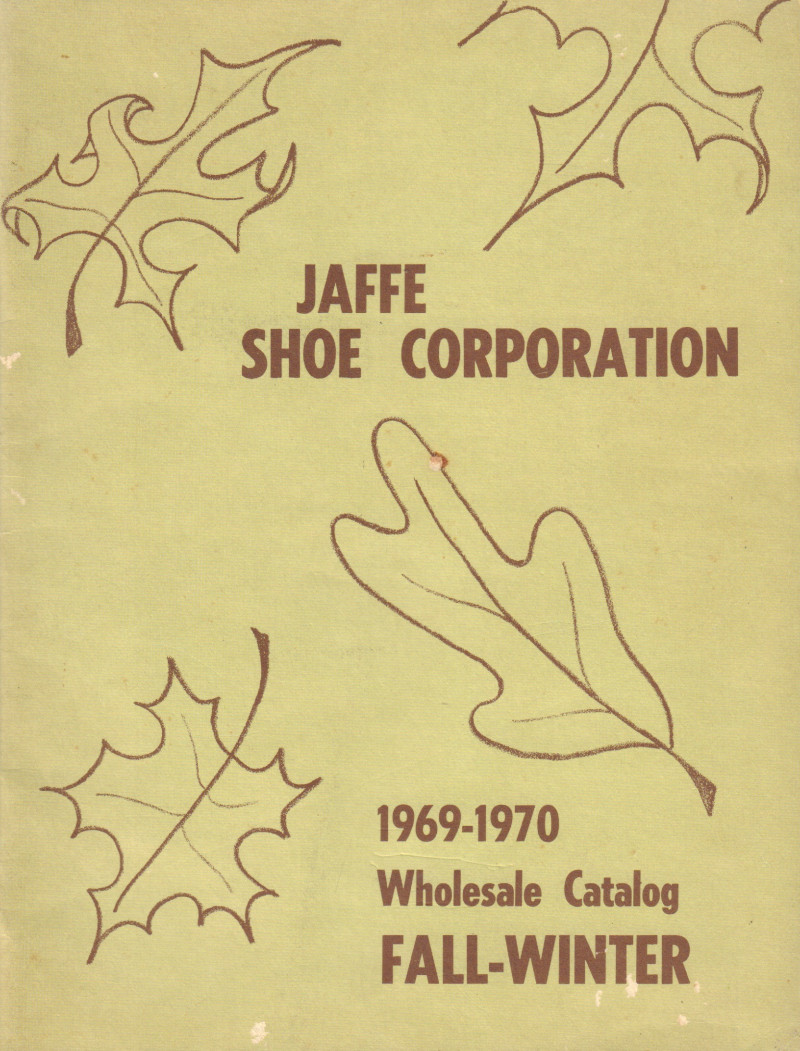 JAFFE
SHOE CORPORATION
1969-1970
Wholesale Catalog
FALL-WINTER